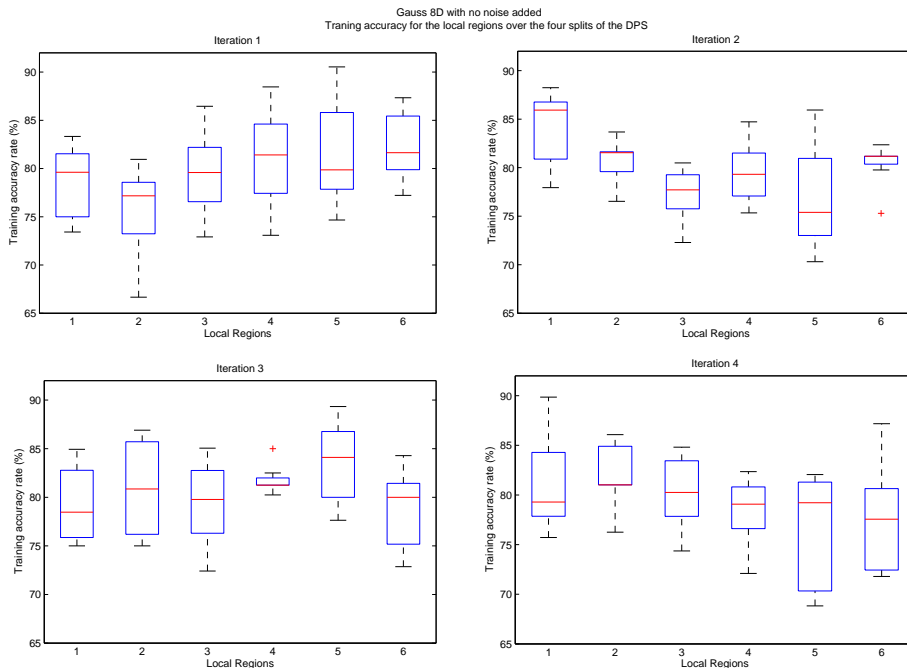 Gauss 8D with no noise added
Traning accuracy for the local regions over the four splits of the DPS
Iteration 1
90
85
80
75
70
65
Training accuracy rate (%)
1 2 3 4 5 6
Local Regions
Iteration 2
90
85
80
75
70
65
Training accuracy rate (%)
1 2 3 4 5 6
Local Regions
Iteration 3
90
85
80
75
70
65
Training accuracy rate (%)
1 2 3 4 5 6
Local Regions
Iteration 4
90
85
80
75
70
65
Training accuracy rate (%)
1 2 3 4 5 6
Local Regions